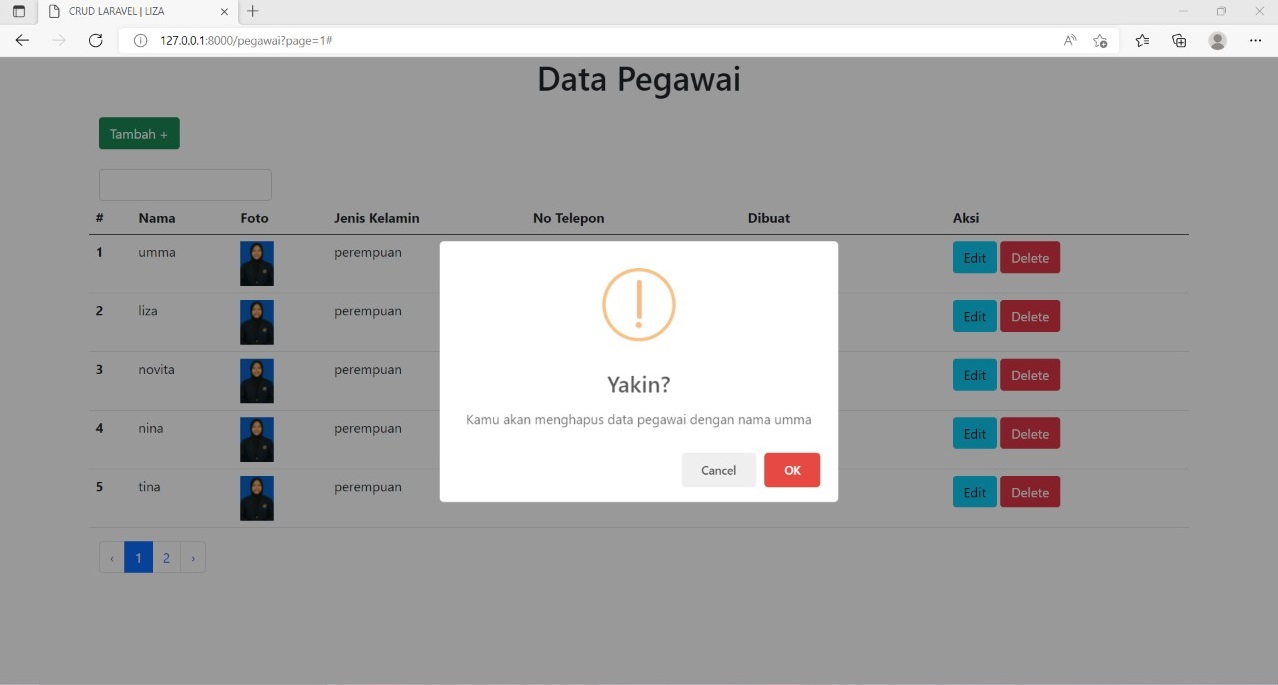 CRUD LARAVEL | LIZA
127.0.0.1:8000/pegawai?page=1#
Data Pegawai
Tambah +
# Nama Foto Jenis Kelamin No Telepon Dibuat Aksi
1 umma perempuan Edit Delete
2 liza perempuan Edit Delete
3 novita perempuan Edit Delete
4 nina perempuan Edit Delete
5 tina perempuan Edit Delete
Yakin?
Kamu akan menghapus data pegawai dengan nama umma
Cancel OK
‹ 1 2 ›